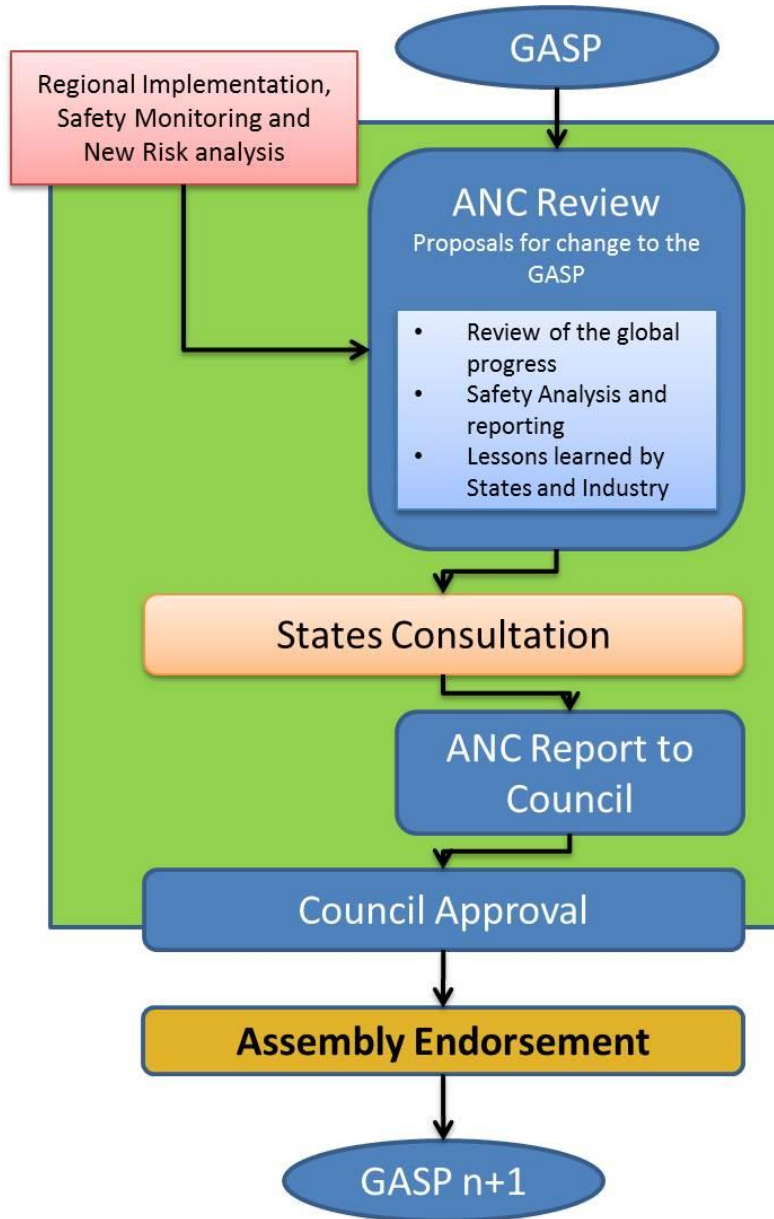 GASP
Regional Implementation,
Safety Monitoring and
New Risk analysis
ANC Review
Proposals for change to the
GASP
• Review of the global
progress
• Safety Analysis and
reporting
• Lessons learned by
States and Industry
States Consultation
ANC Report to
Council
Council Approval
Assembly Endorsement
GASP n+1